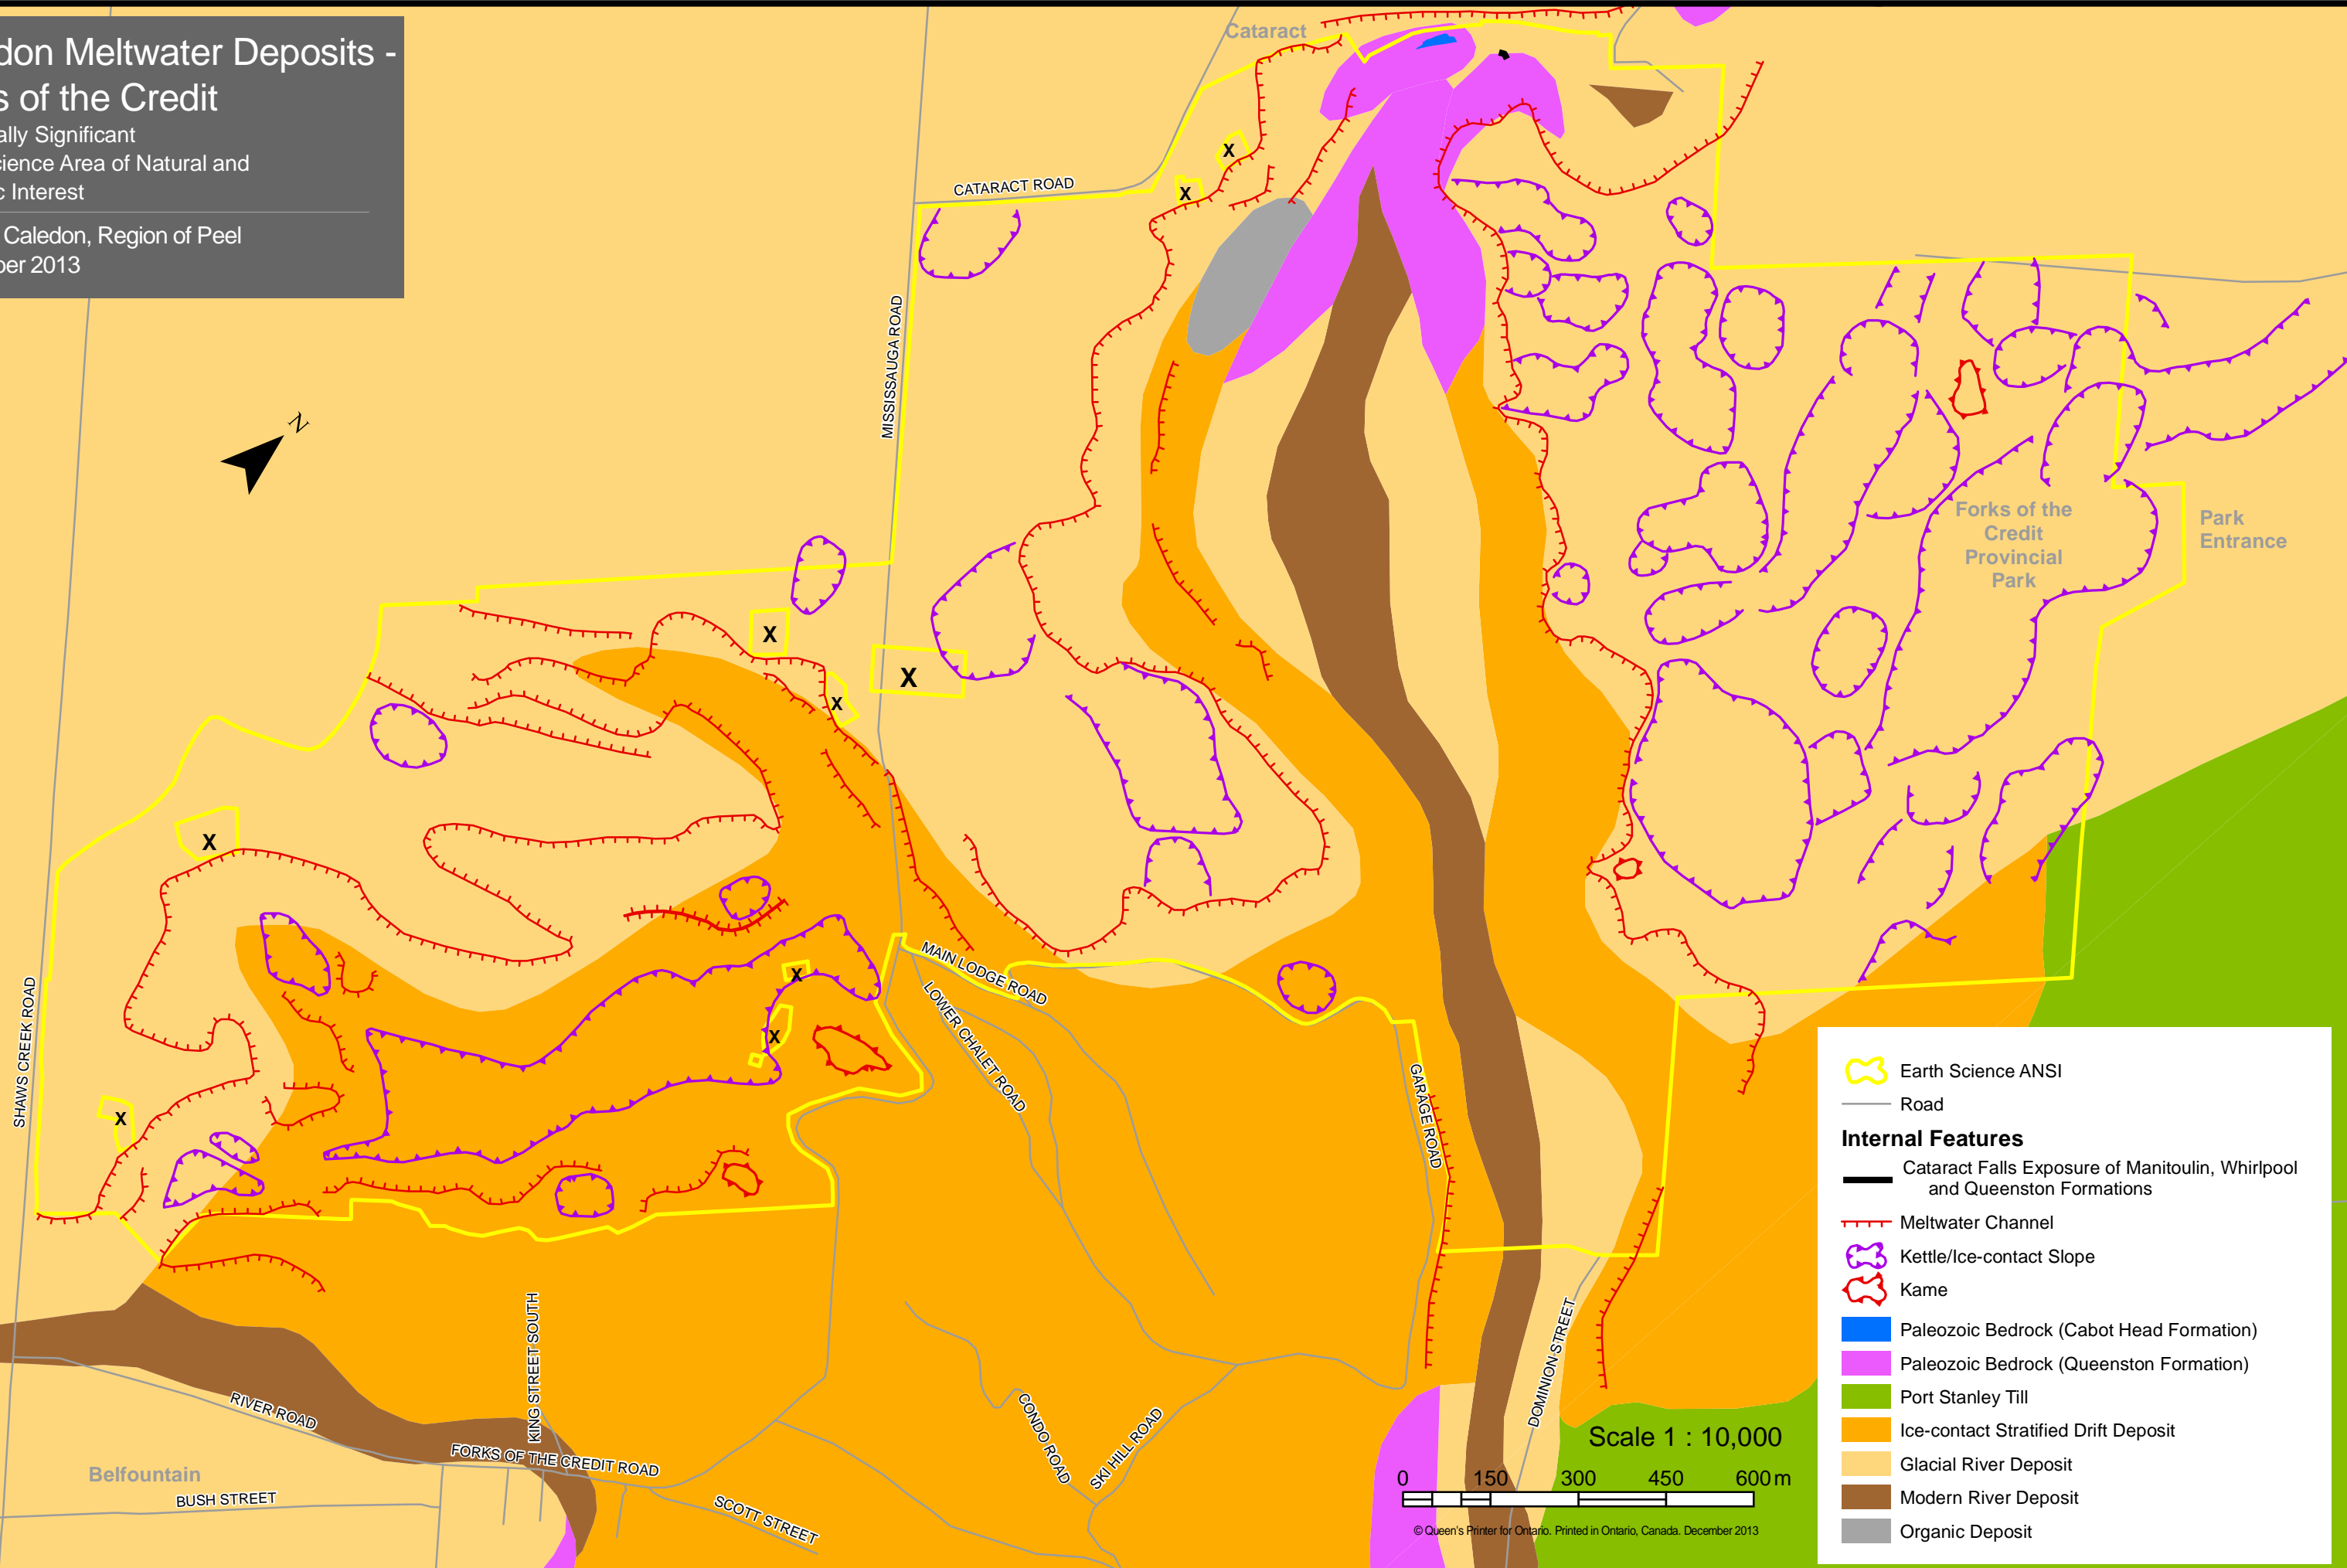 don Meltwater Deposits -
s of the Credit
ally Significant
cience Area of Natural and
c Interest
Caledon, Region of Peel
ber 2013
Cataract
CATARACT ROAD
MISSISSAUGA ROAD
N
X
X
X
X
X
X
X
X
X
Forks of the
Credit
Provincial
Park
Park
Entrance
SHAWS CREEK ROAD
MAIN LODGE ROAD
LOWER CHALET ROAD
GARAGE ROAD
KING STREET SOUTH
RIVER ROAD
FORKS OF THE CREDIT ROAD
Belfountain
BUSH STREET
SCOTT STREET
CONDO ROAD
SKI HILL ROAD
DOMINION STREET
Scale 1 : 10,000
0 150 300 450 600 m
© Queen's Printer for Ontario. Printed in Ontario, Canada. December 2013
Earth Science ANSI
Road
Internal Features
Cataract Falls Exposure of Manitoulin, Whirlpool
and Queenston Formations
Meltwater Channel
Kettle/Ice-contact Slope
Kame
Paleozoic Bedrock (Cabot Head Formation)
Paleozoic Bedrock (Queenston Formation)
Port Stanley Till
Ice-contact Stratified Drift Deposit
Glacial River Deposit
Modern River Deposit
Organic Deposit